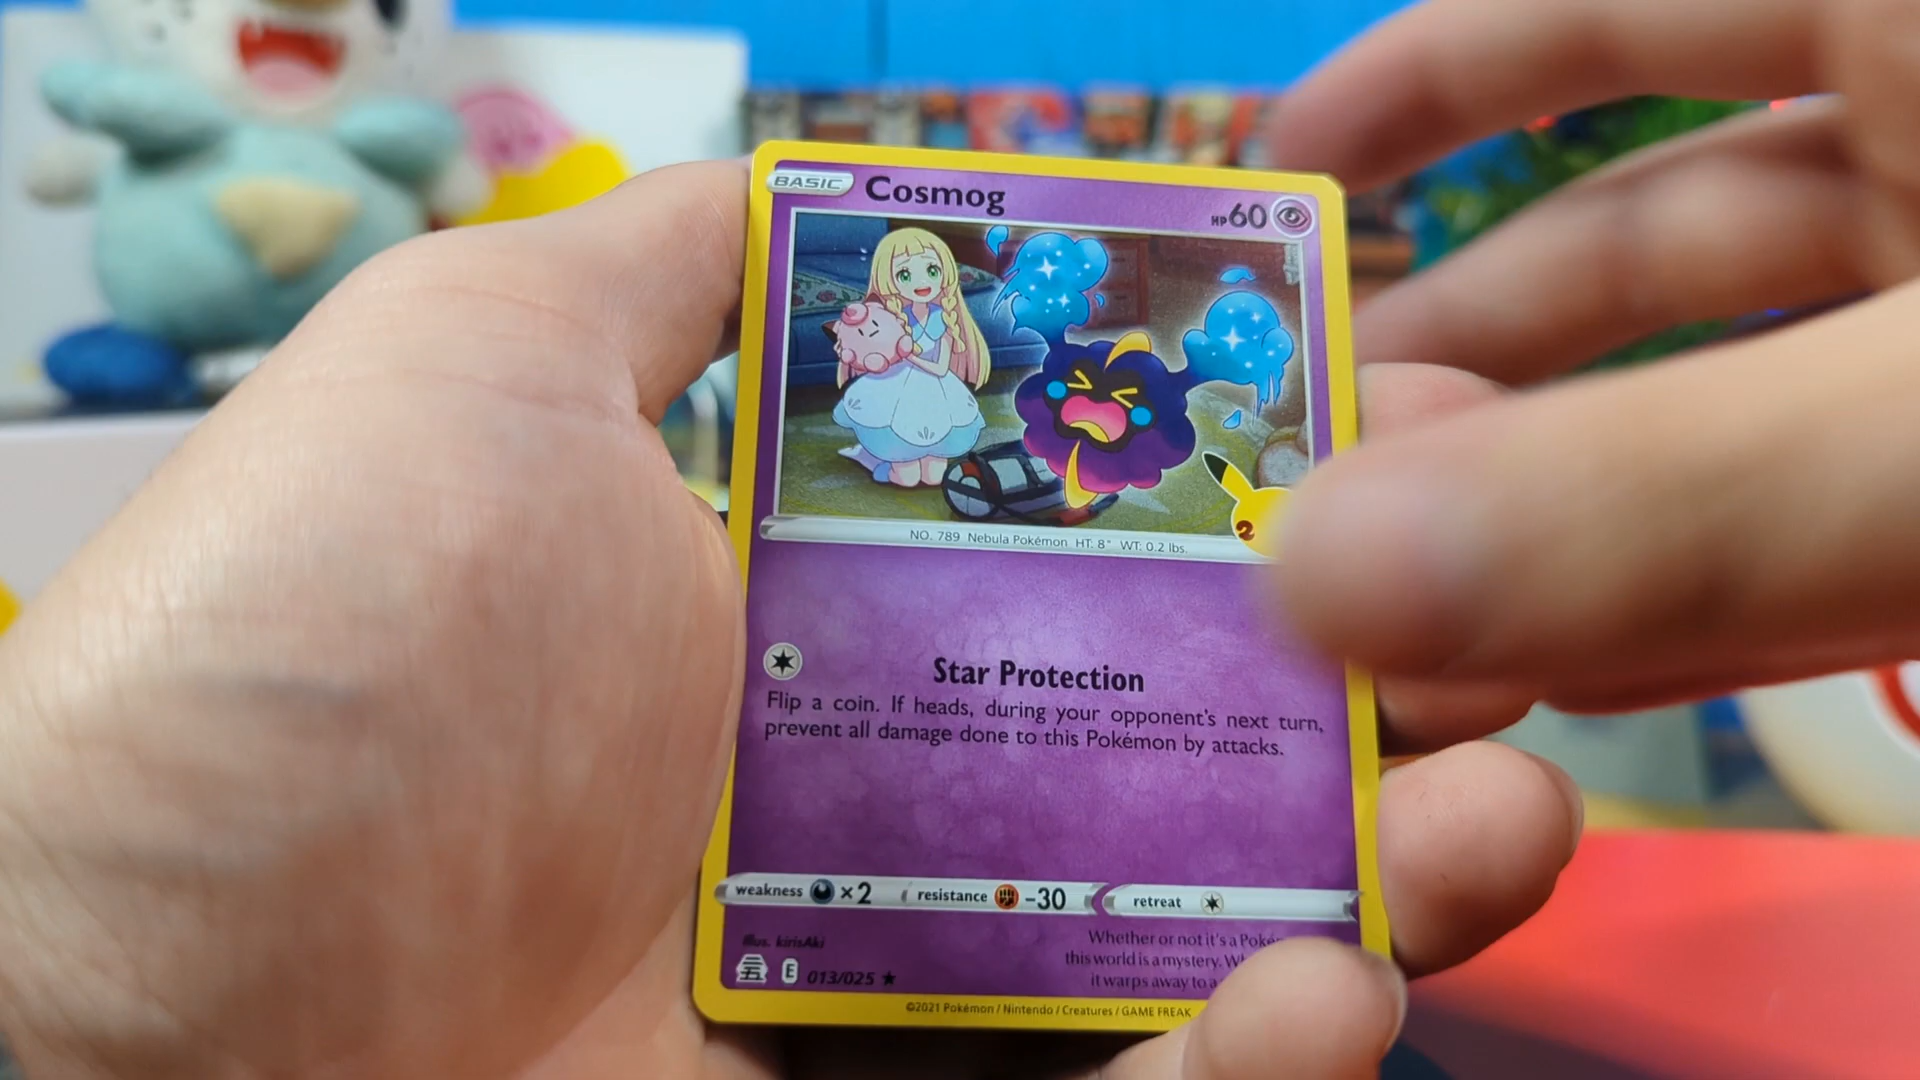 BASIC Cosmog HP60
NO. 789 Nebula Pokémon HT: 8" WT: 0.2 lbs.
2
Star Protection
Flip a coin. If heads, during your opponent's next turn,
prevent all damage done to this Pokémon by attacks.
weakness ×2 resistance -30 retreat
Illus. kirisAki
Whether or not it's a
this world is a mystery.
it warps away to a
E 013/025
©2021 Pokémon / Nintendo / Creatures / GAME FREAK